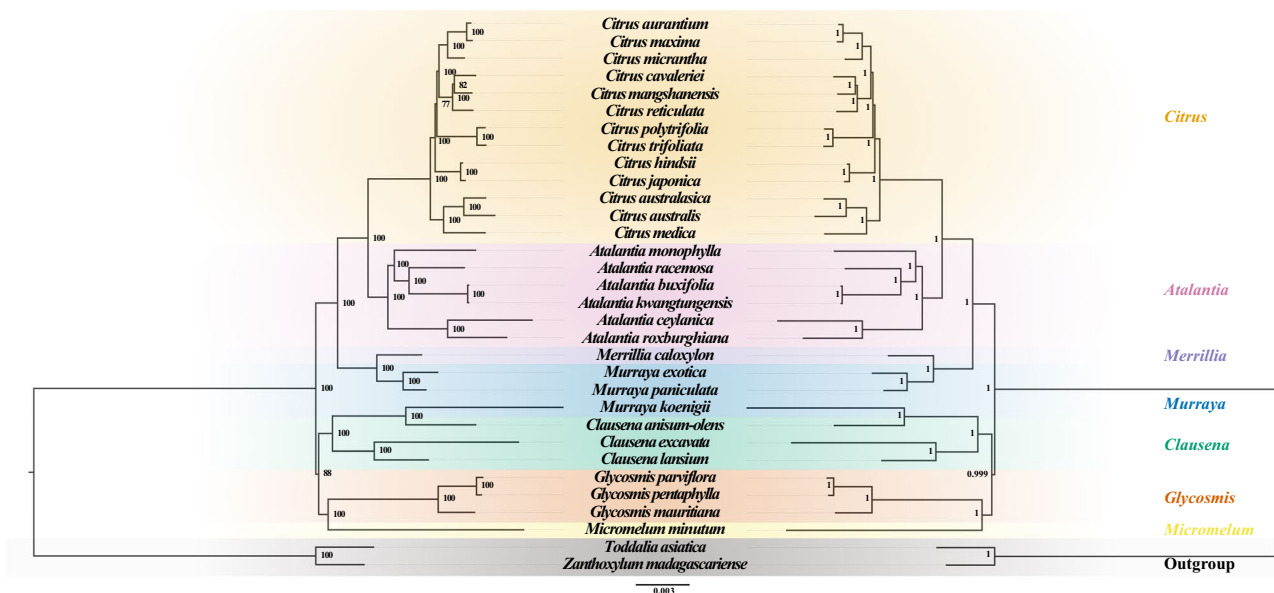 Citrus aurantium
100
1
Citrus maxima
100
1
Citrus micrantha
100
1
Citrus cavaleriei
82
1
Citrus mangshanensis
100
77
1
Citrus reticulata
Citrus polytrifolia
100
1
100
1
Citrus trifoliata
Citrus hindsii
100
1
100
1
Citrus japonica
Citrus australasica
100
1
Citrus australis
100
1
Citrus medica
Citrus
100
1
Atalantia monophylla
100
1
Atalantia racemosa
100
1
Atalantia buxifolia
100
1
100
1
Atalantia kwangtungensis
Atalantia
100
1
Atalantia ceylanica
100
1
Atalantia roxburghiana
Merrillia caloxylon
Merrillia
100
1
Murraya exotica
100
1
Murraya paniculata
100
1
Murraya koenigii
Murraya
100
1
Clausena anisum-olens
100
1
Clausena excavata
Clausena
100
1
Clausena lansium
88
0.999
Glycosmis parviflora
100
1
Glycosmis pentaphylla
Glycosmis
100
1
Glycosmis mauritiana
100
1
Micromelum minutum
Micromelum
Toddalia asiatica
100
1
Zanthoxylum madagascariense
Outgroup
0.003